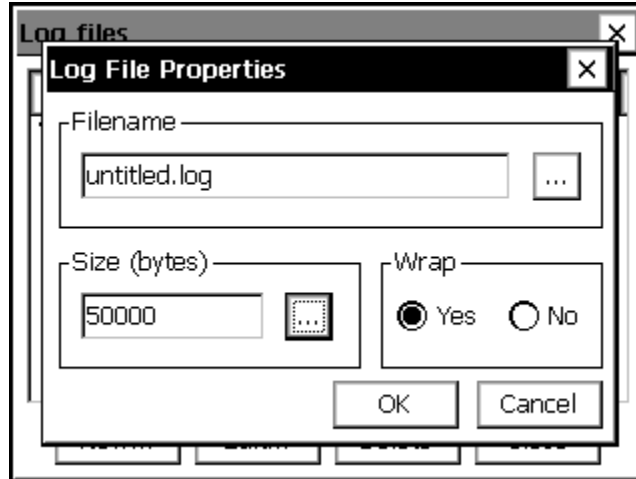 Log files
Log File Properties
Filename
untitled.log
...
Size (bytes)
Wrap
50000
...
Yes
No
OK
Cancel